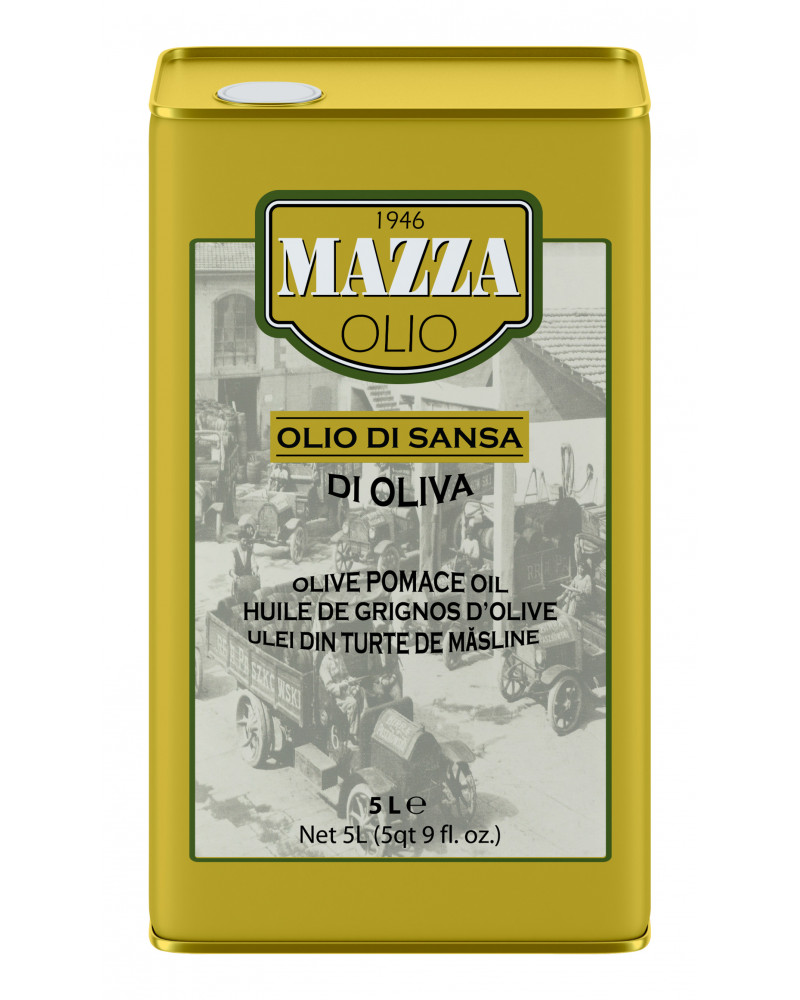 1946
MAZZA
OLIO
OLIO DI SANSA
DI OLIVA
OLIVE POMACE OIL
HUILE DE GRIGNOS D'OLIVE
ULEI DIN TURTE DE MĂSLINE
5 L ℮
Net 5L (5qt 9 fl. oz.)